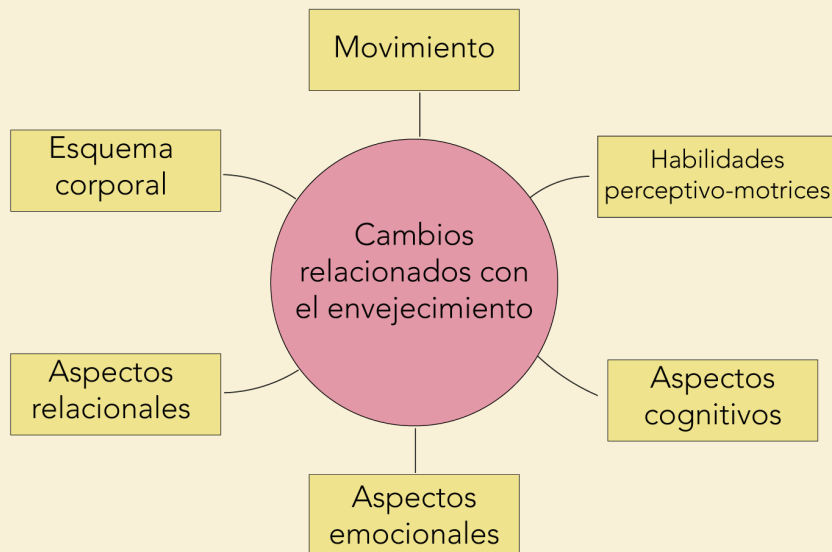 Movimiento
Esquema
corporal
Habilidades
perceptivo-motrices
Cambios
relacionados con
el envejecimiento
Aspectos
relacionales
Aspectos
cognitivos
Aspectos
emocionales